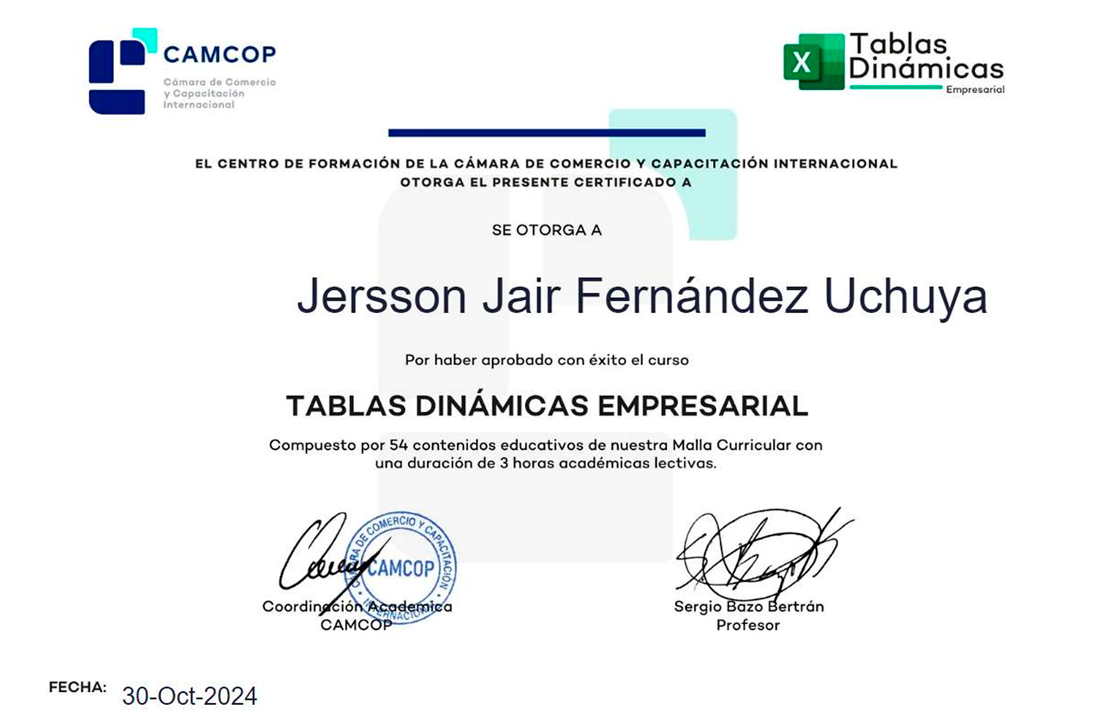 CAMCOP
Cámara de Comercio
y Capacitación
Internacional
X
Tablas
Dinámicas
Empresarial
EL CENTRO DE FORMACIÓN DE LA CÁMARA DE COMERCIO Y CAPACITACIÓN INTERNACIONAL
OTORGA EL PRESENTE CERTIFICADO A
SE OTORGA A
Jersson Jair Fernández Uchuya
Por haber aprobado con éxito el curso
TABLAS DINÁMICAS EMPRESARIAL
Compuesto por 54 contenidos educativos de nuestra Malla Curricular con
una duración de 3 horas académicas lectivas.
CÁMARA DE COMERCIO Y CAPACITACIÓN
CAMCOP
INTERNACIONAL
Coordinación Academica
CAMCOP
Sergio Bazo Bertrán
Profesor
FECHA:
30-Oct-2024